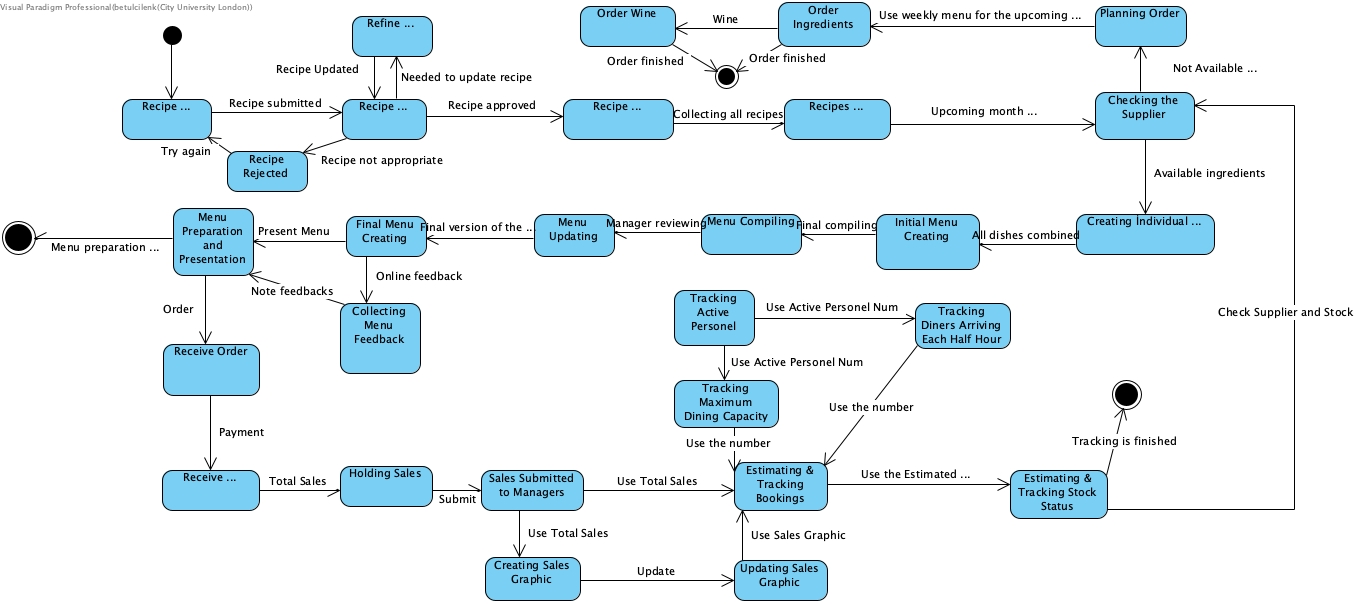 Visual Paradigm Professional(betulcilenk(City University London))
Refine ...
Order Wine
Wine
Order
Ingredients
Use weekly menu for the upcoming ...
Planning Order
Order finished
Order finished
Not Available ...
Recipe Updated
Needed to update recipe
Recipe ...
Recipe submitted
Recipe ...
Recipe approved
Recipe ...
Collecting all recipes
Recipes ...
Upcoming month ...
Checking the
Supplier
Try again
Recipe
Rejected
Recipe not appropriate
Available ingredients
Menu preparation ...
Menu
Preparation
and
Presentation
Present Menu
Final Menu
Creating
Final version of the ...
Menu
Updating
Manager reviewing
Menu Compiling
Final compiling
Initial Menu
Creating
All dishes combined
Creating Individual ...
Online feedback
Note feedbacks
Collecting
Menu
Feedback
Order
Receive Order
Tracking
Active
Personel
Use Active Personel Num
Tracking
Diners Arriving
Each Half Hour
Check Supplier and Stock
Use Active Personel Num
Tracking
Maximum
Dining Capacity
Use the number
Use the number
Payment
Tracking is finished
Receive ...
Total Sales
Holding Sales
Submit
Sales Submitted
to Managers
Use Total Sales
Estimating &
Tracking
Bookings
Use the Estimated ...
Estimating &
Tracking Stock
Status
Use Total Sales
Use Sales Graphic
Creating Sales
Graphic
Update
Updating Sales
Graphic